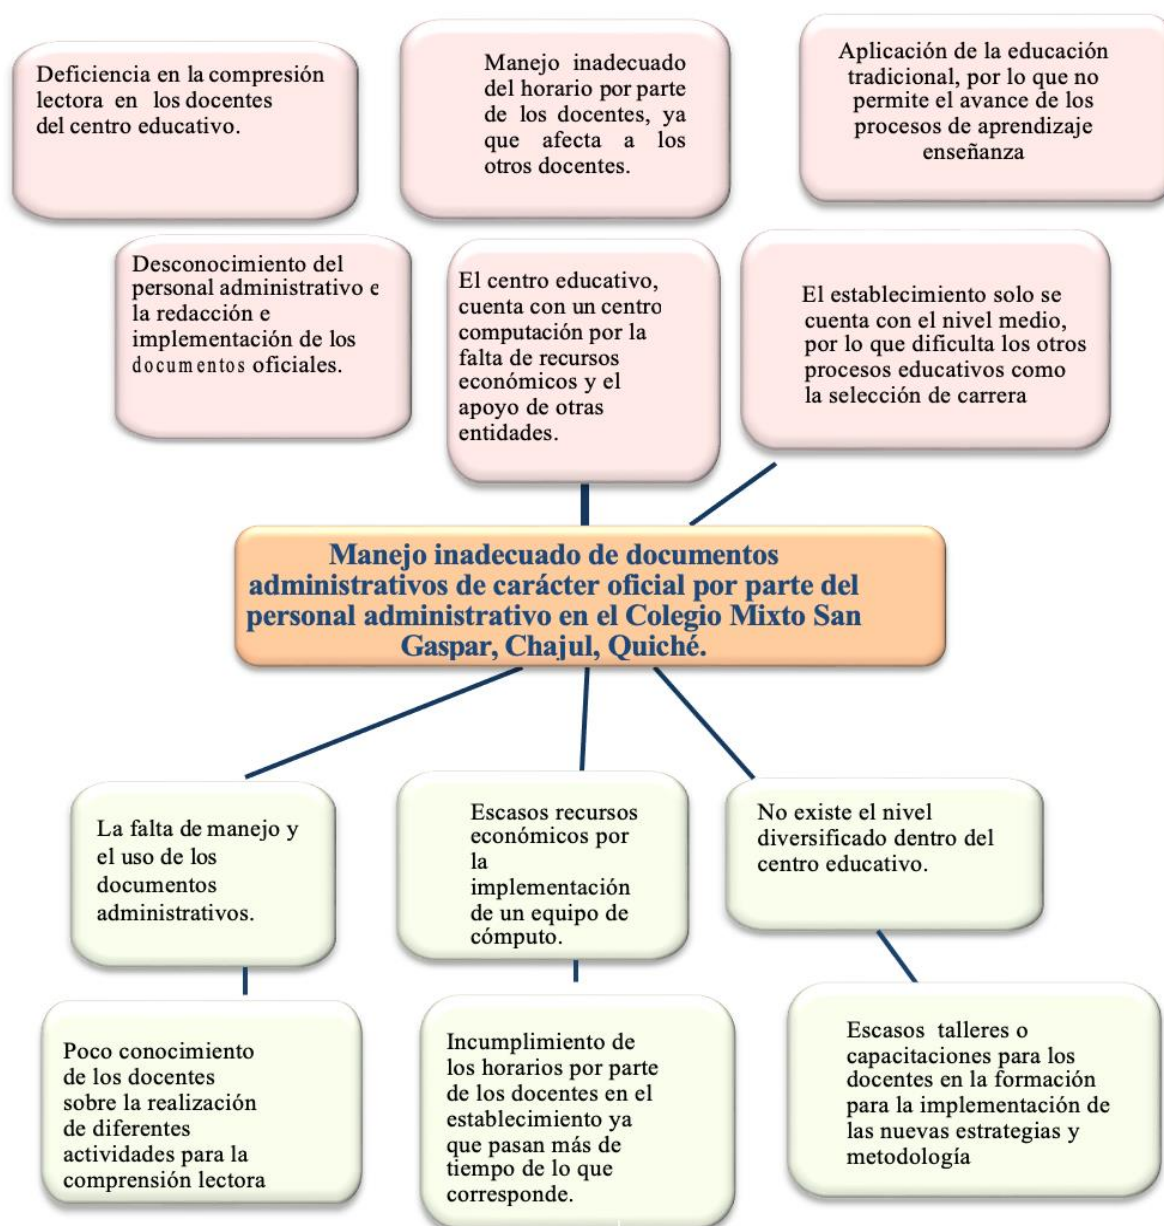 Deficiencia en la compresión
lectora en los docentes
del centro educativo.
Manejo inadecuado
del horario por parte
de los docentes, ya
que afecta a los
otros docentes.
Aplicación de la educación
tradicional, por lo que no
permite el avance de los
procesos de aprendizaje
enseñanza
Desconocimiento del
personal administrativo e
la redacción e
implementación de los
documentos oficiales.
El centro educativo,
cuenta con un centro
computación por la
falta de recursos
económicos y el
apoyo de otras
entidades.
El establecimiento solo se
cuenta con el nivel medio,
por lo que dificulta los otros
procesos educativos como
la selección de carrera
Manejo inadecuado de documentos
administrativos de carácter oficial por parte del
personal administrativo en el Colegio Mixto San
Gaspar, Chajul, Quiché.
La falta de manejo y
el uso de los
documentos
administrativos.
Escasos recursos
económicos por
la
implementación
de un equipo de
cómputo.
No existe el nivel
diversificado dentro del
centro educativo.
Poco conocimiento
de los docentes
sobre la realización
de diferentes
actividades para la
comprensión lectora
Incumplimiento de
los horarios por parte
de los docentes en el
establecimiento ya
que pasan más de
tiempo de lo que
corresponde.
Escasos talleres o
capacitaciones para los
docentes en la formación
para la implementación de
las nuevas estrategias y
metodología